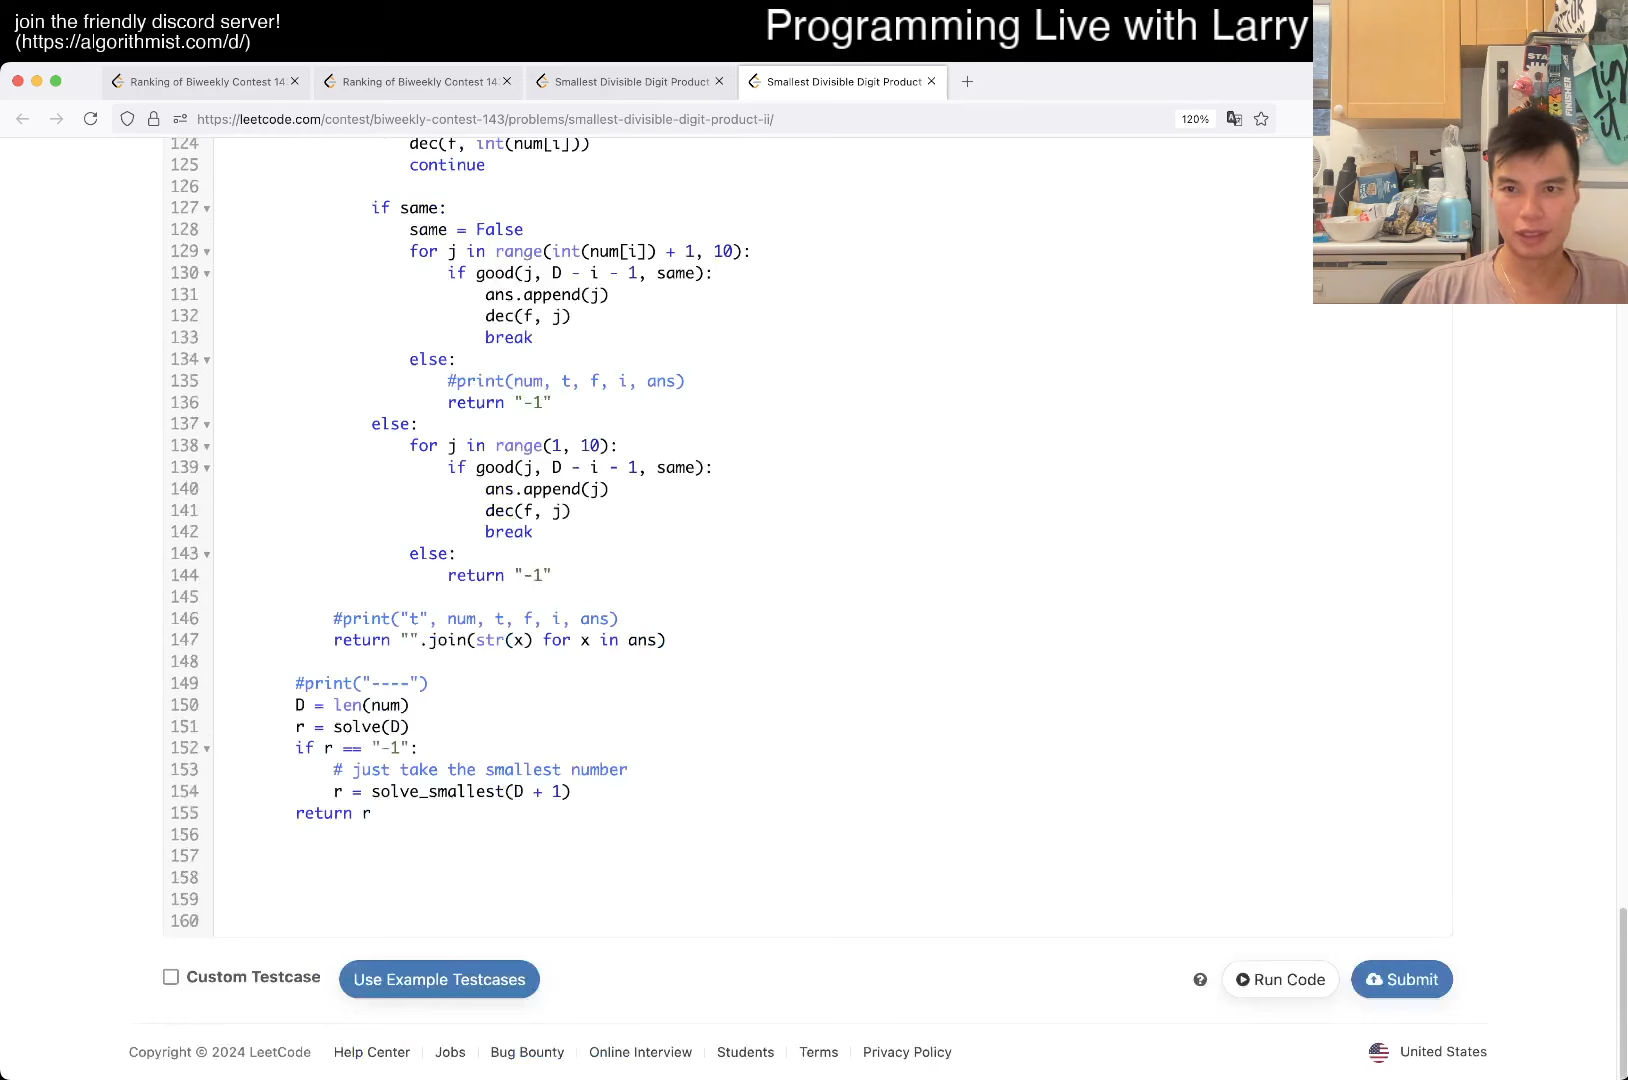 join the friendly discord server!
(https://algorithmist.com/d/)
Programming Live with Larry
Ranking of Biweekly Contest 14
Ranking of Biweekly Contest 14
Smallest Divisible Digit Product
Smallest Divisible Digit Product
https://leetcode.com/contest/biweekly-contest-143/problems/smallest-divisible-digit-product-ii/
120%
124 dec(f, int(num[i]))
125 continue
126
127 if same:
128 same = False
129 for j in range(int(num[i]) + 1, 10):
130 if good(j, D - i - 1, same):
131 ans.append(j)
132 dec(f, j)
133 break
134 else:
135 #print(num, t, f, i, ans)
136 return "-1"
137 else:
138 for j in range(1, 10):
139 if good(j, D - i - 1, same):
140 ans.append(j)
141 dec(f, j)
142 break
143 else:
144 return "-1"
145
146 #print("t", num, t, f, i, ans)
147 return "".join(str(x) for x in ans)
148
149 #print("----")
150 D = len(num)
151 r = solve(D)
152 if r == "-1":
153 # just take the smallest number
154 r = solve_smallest(D + 1)
155 return r
156
157
158
159
160
Custom Testcase
Use Example Testcases
Run Code
Submit
Copyright © 2024 LeetCode
Help Center
Jobs
Bug Bounty
Online Interview
Students
Terms
Privacy Policy
United States